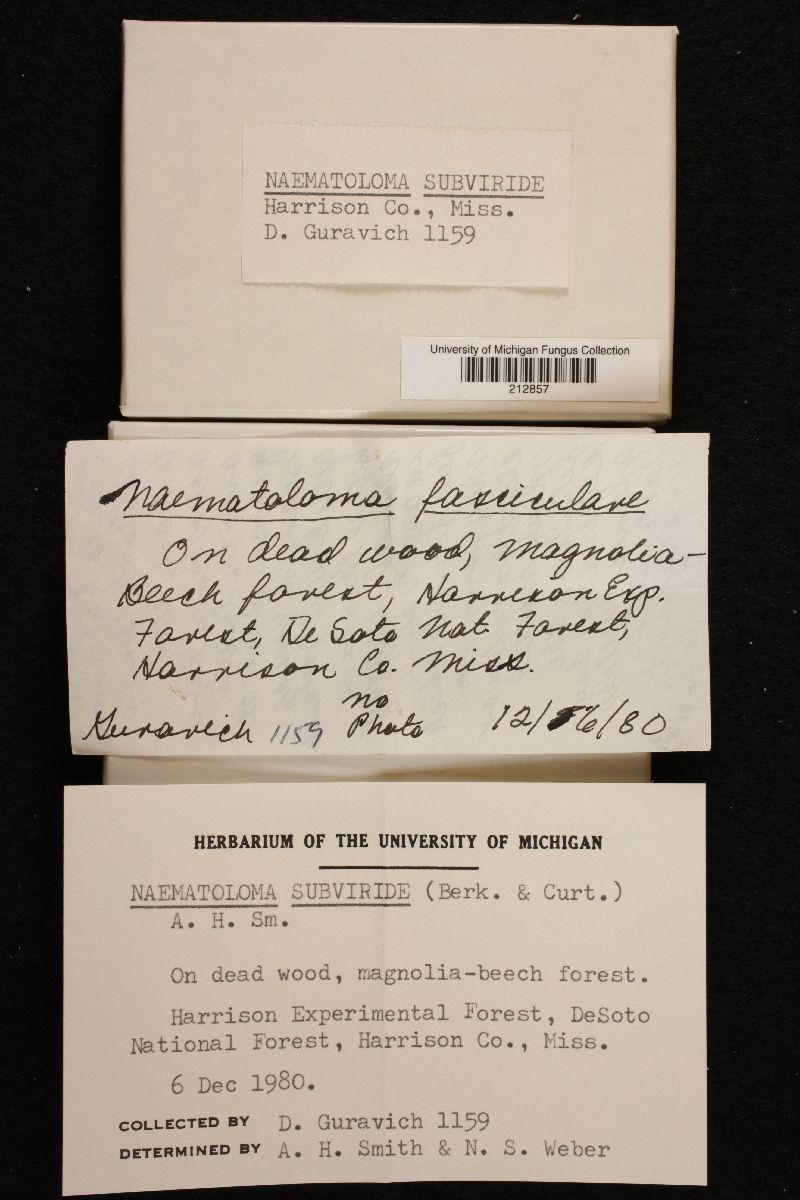 NAEMATOLOMA SUBVIRIDE
Harrison Co., Miss.
D. Guravich 1159
University of Michigan Fungus Collection
212857
Naematoloma fasciculare
On dead wood, magnolia-
Beech forest, Harrison Exp.
Forest, De Soto Nat. Forest,
Harrison Co. Miss.
no
Guravich 1159 Photo 12/6/80
HERBARIUM OF THE UNIVERSITY OF MICHIGAN
NAEMATOLOMA SUBVIRIDE (Berk. & Curt.)
A. H. Sm.
On dead wood, magnolia-beech forest.
Harrison Experimental Forest, DeSoto
National Forest, Harrison Co., Miss.
6 Dec 1980.
COLLECTED BY D. Guravich 1159
DETERMINED BY A. H. Smith & N. S. Weber